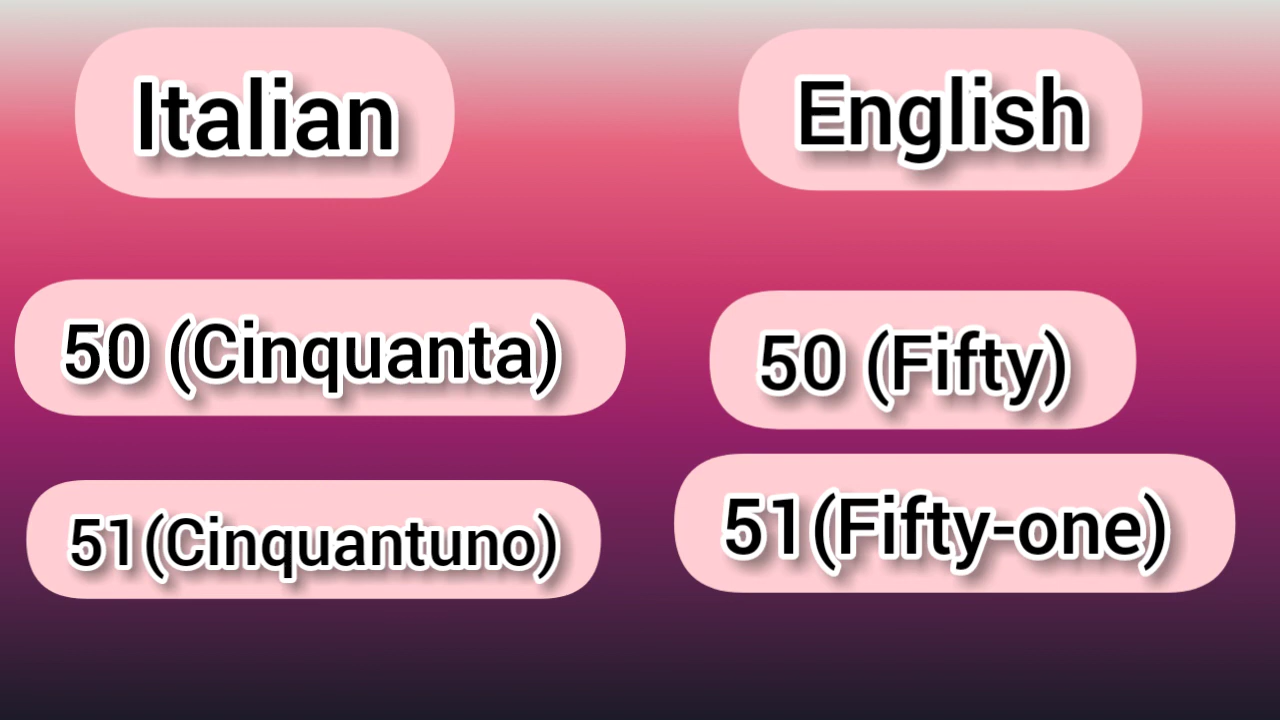 Italian
English
50 (Cinquanta)
50 (Fifty)
51(Cinquantuno)
51(Fifty-one)